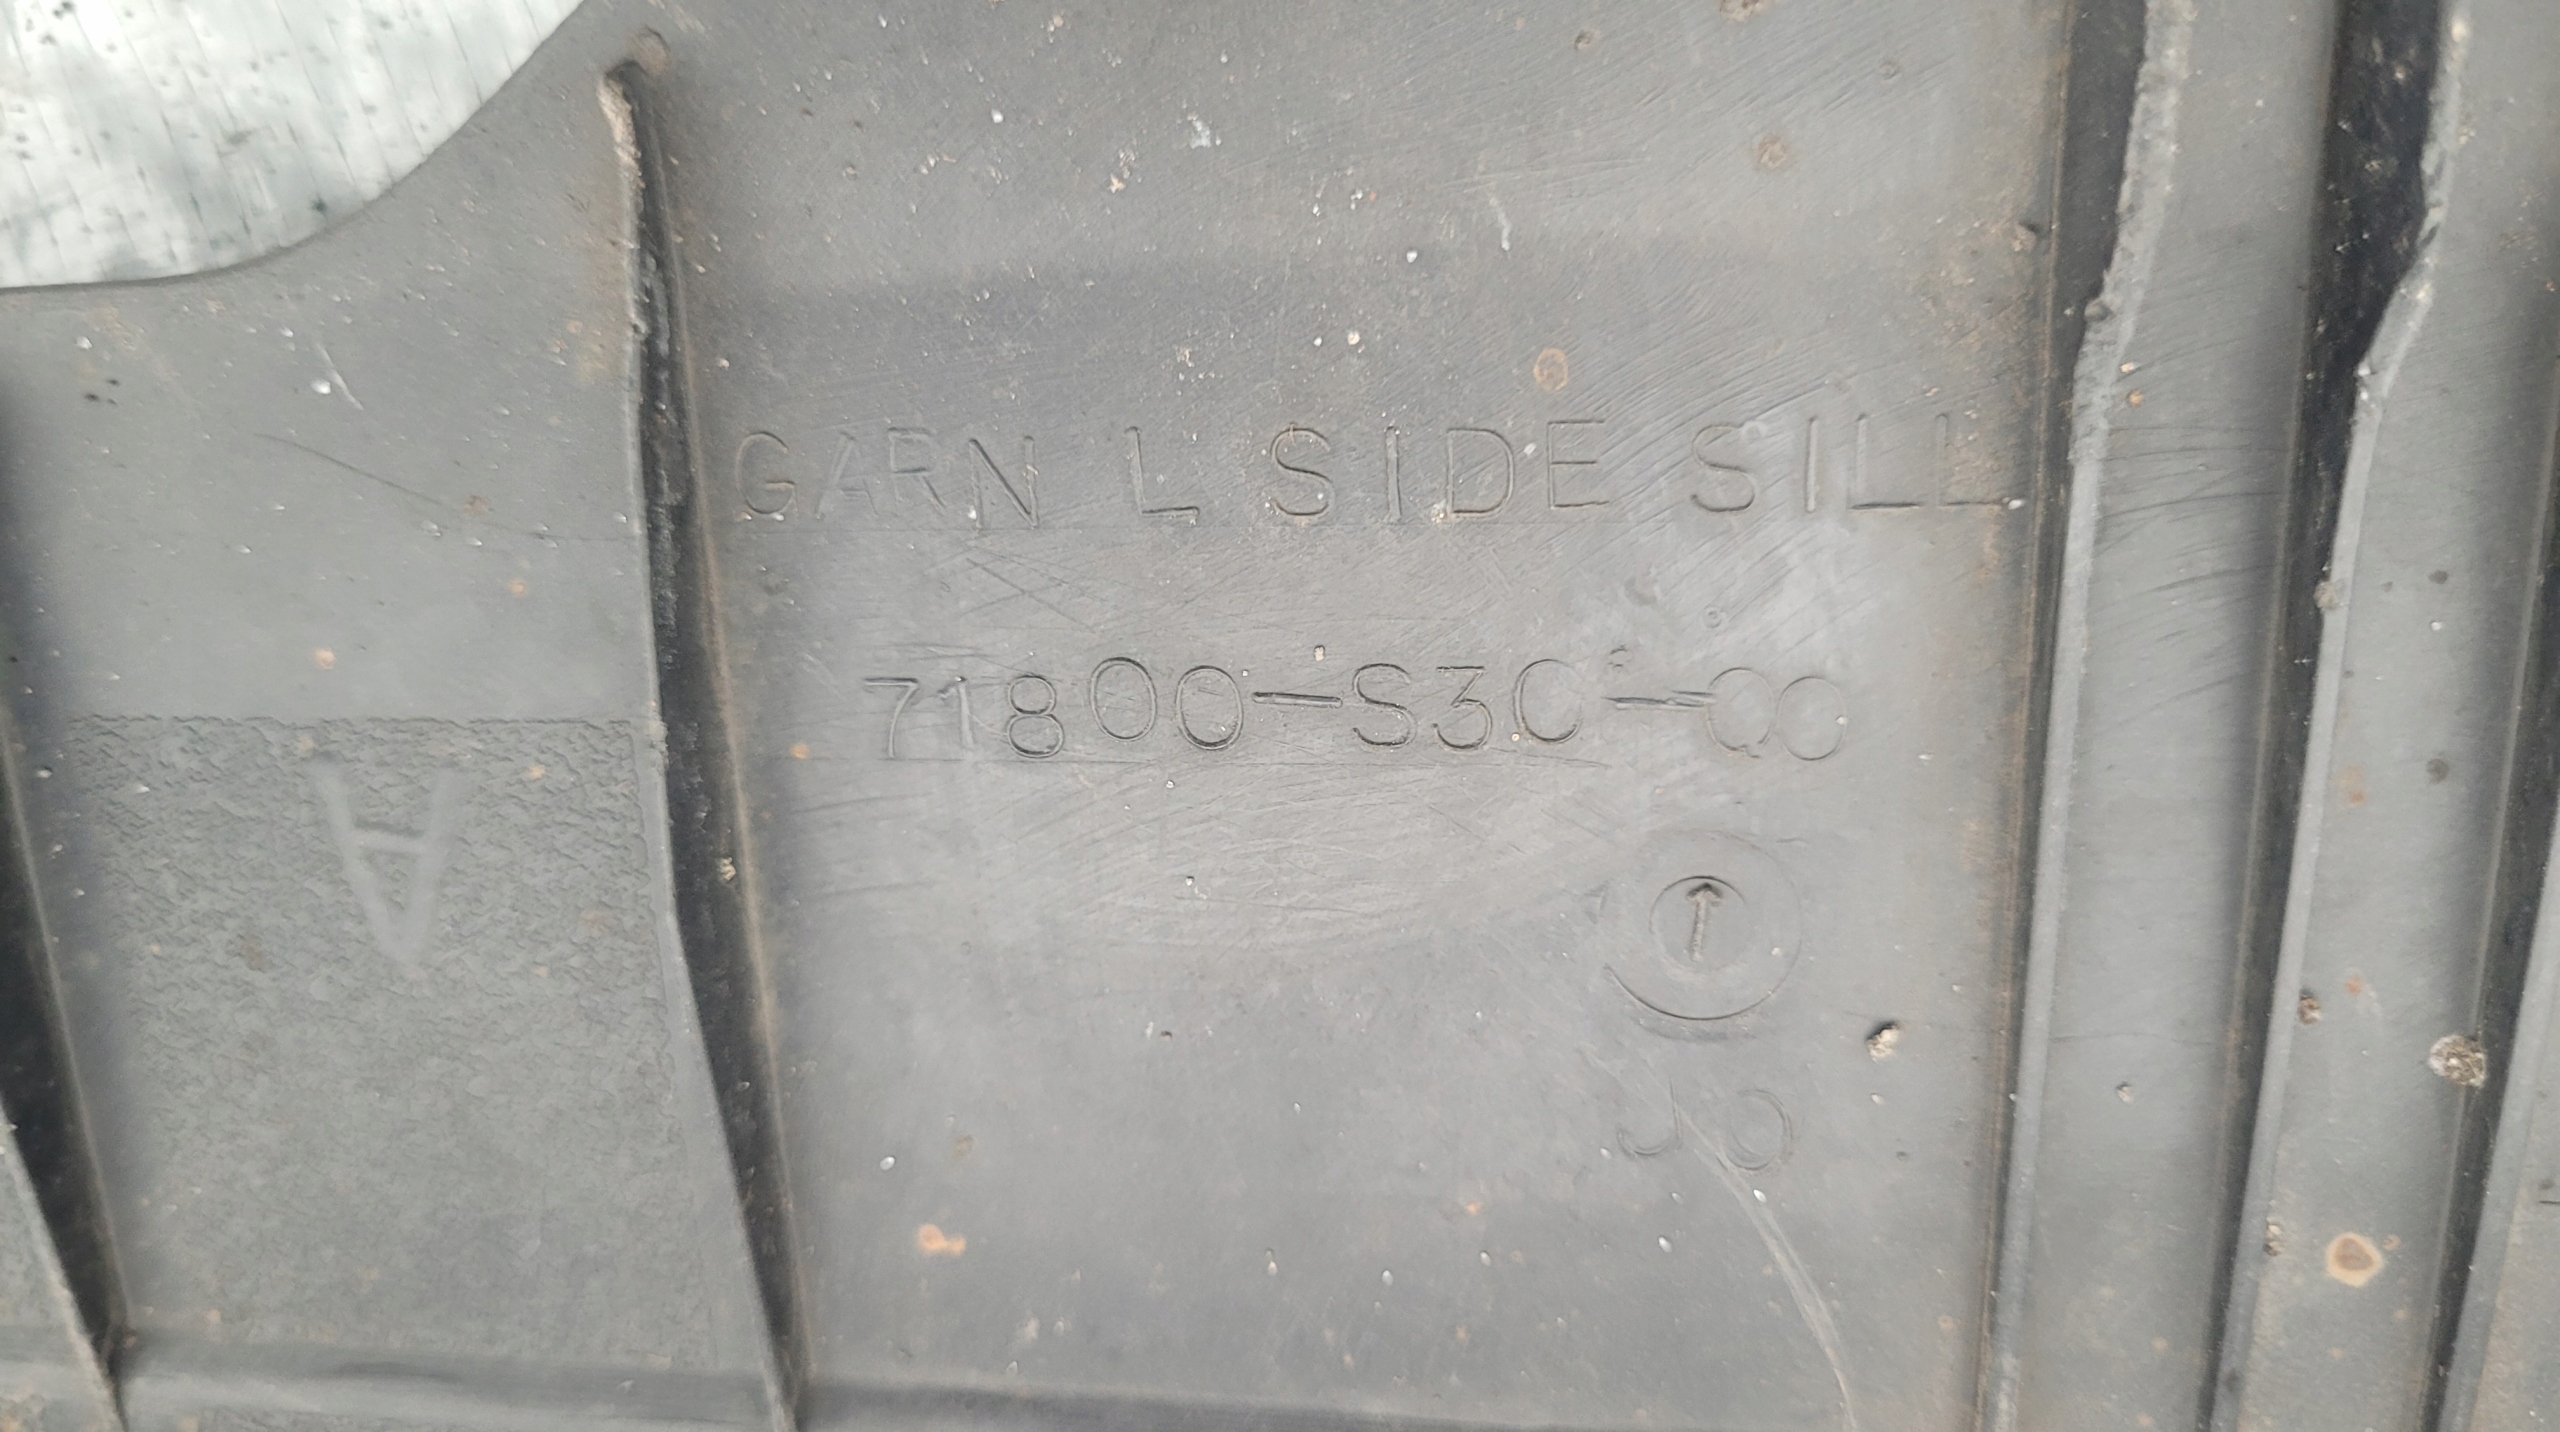 GARN L SIDE SILL
71800-S30-00
A